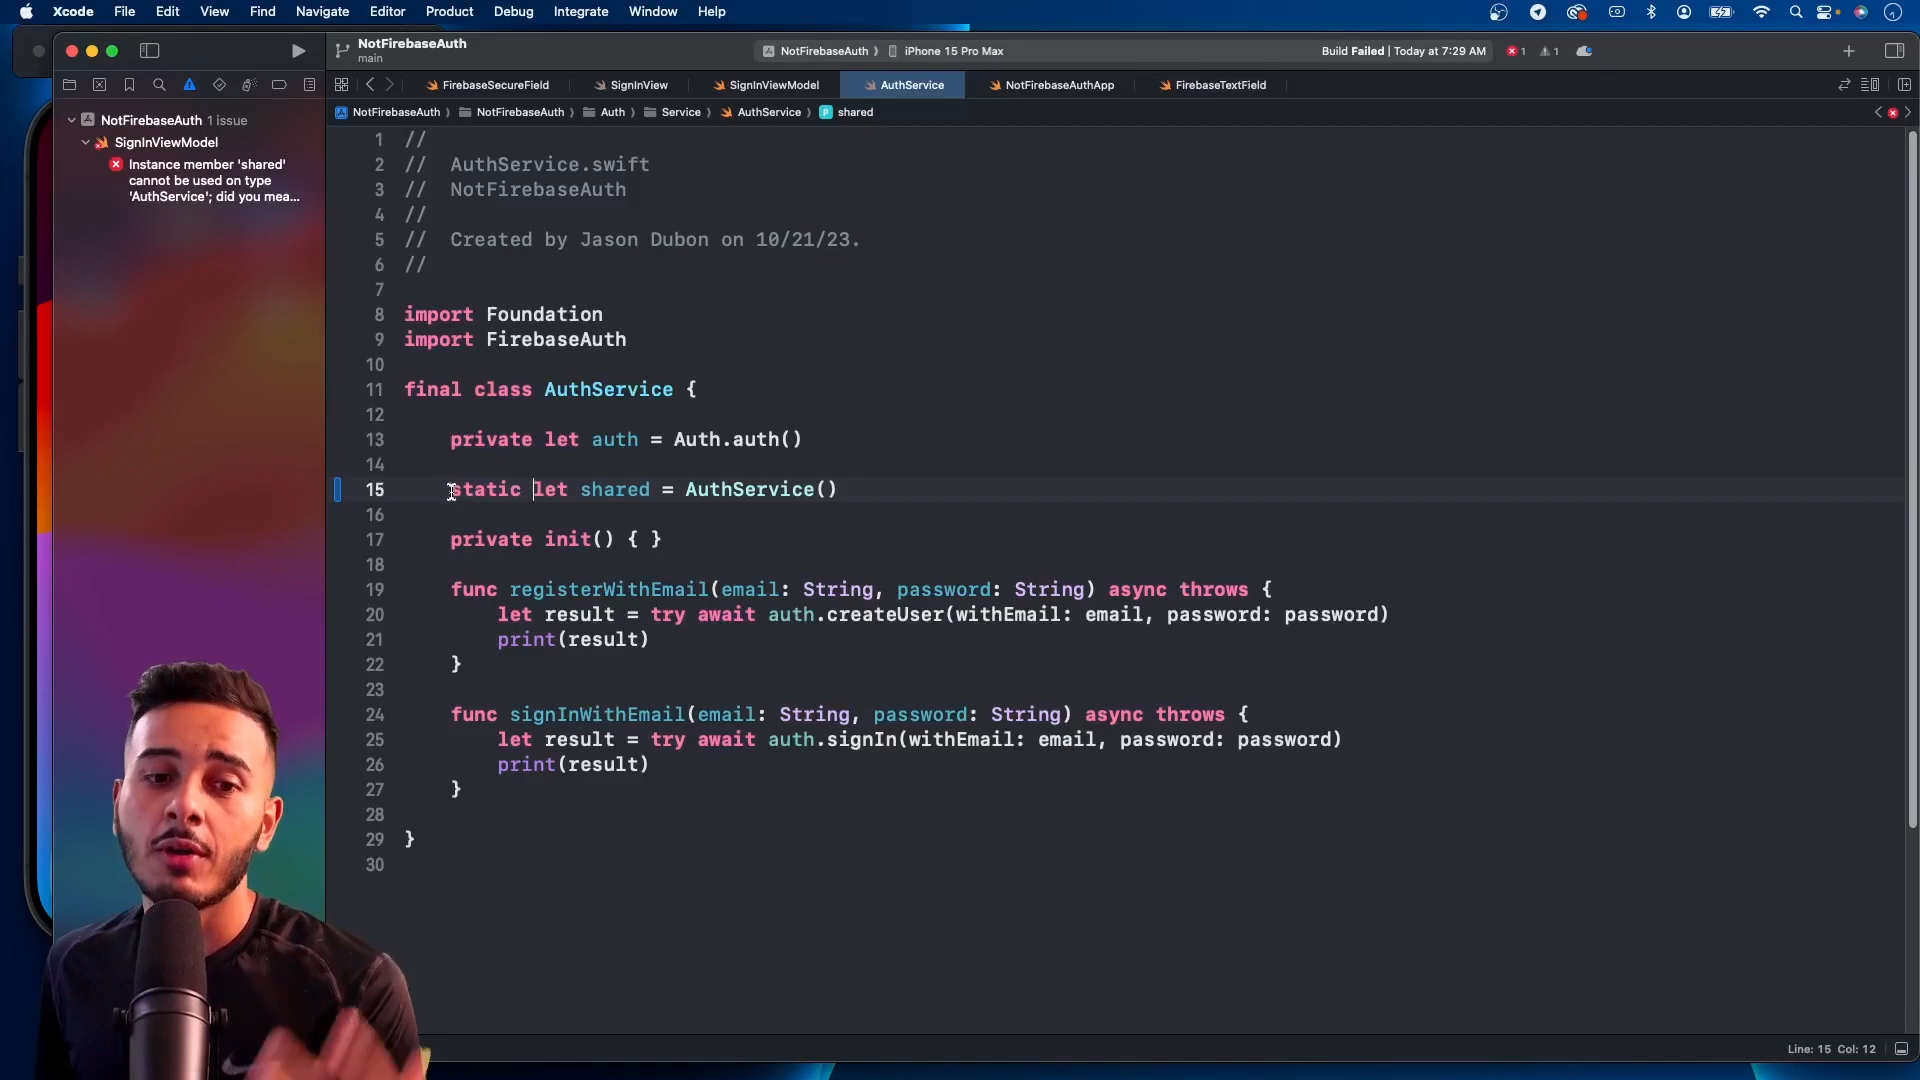 Xcode File Edit View Find Navigate Editor Product Debug Integrate Window Help
NotFirebaseAuth
main
NotFirebaseAuth
iPhone 15 Pro Max
Build Failed | Today at 7:29 AM
1
1
FirebaseSecureField
SignInView
SignInViewModel
AuthService
NotFirebaseAuthApp
FirebaseTextField
NotFirebaseAuth
NotFirebaseAuth
Auth
Service
AuthService
P
shared
NotFirebaseAuth 1 issue
SignInViewModel
Instance member 'shared'
cannot be used on type
'AuthService'; did you mea...
1 //
2 //  AuthService.swift
3 //  NotFirebaseAuth
4 //
5 //  Created by Jason Dubon on 10/21/23.
6 //
7
8 import Foundation
9 import FirebaseAuth
10
11 final class AuthService {
12
13     private let auth = Auth.auth()
14
15     static let shared = AuthService()
16
17     private init() { }
18
19     func registerWithEmail(email: String, password: String) async throws {
20         let result = try await auth.createUser(withEmail: email, password: password)
21         print(result)
22     }
23
24     func signInWithEmail(email: String, password: String) async throws {
25         let result = try await auth.signIn(withEmail: email, password: password)
26         print(result)
27     }
28
29 }
30
Line: 15 Col: 12